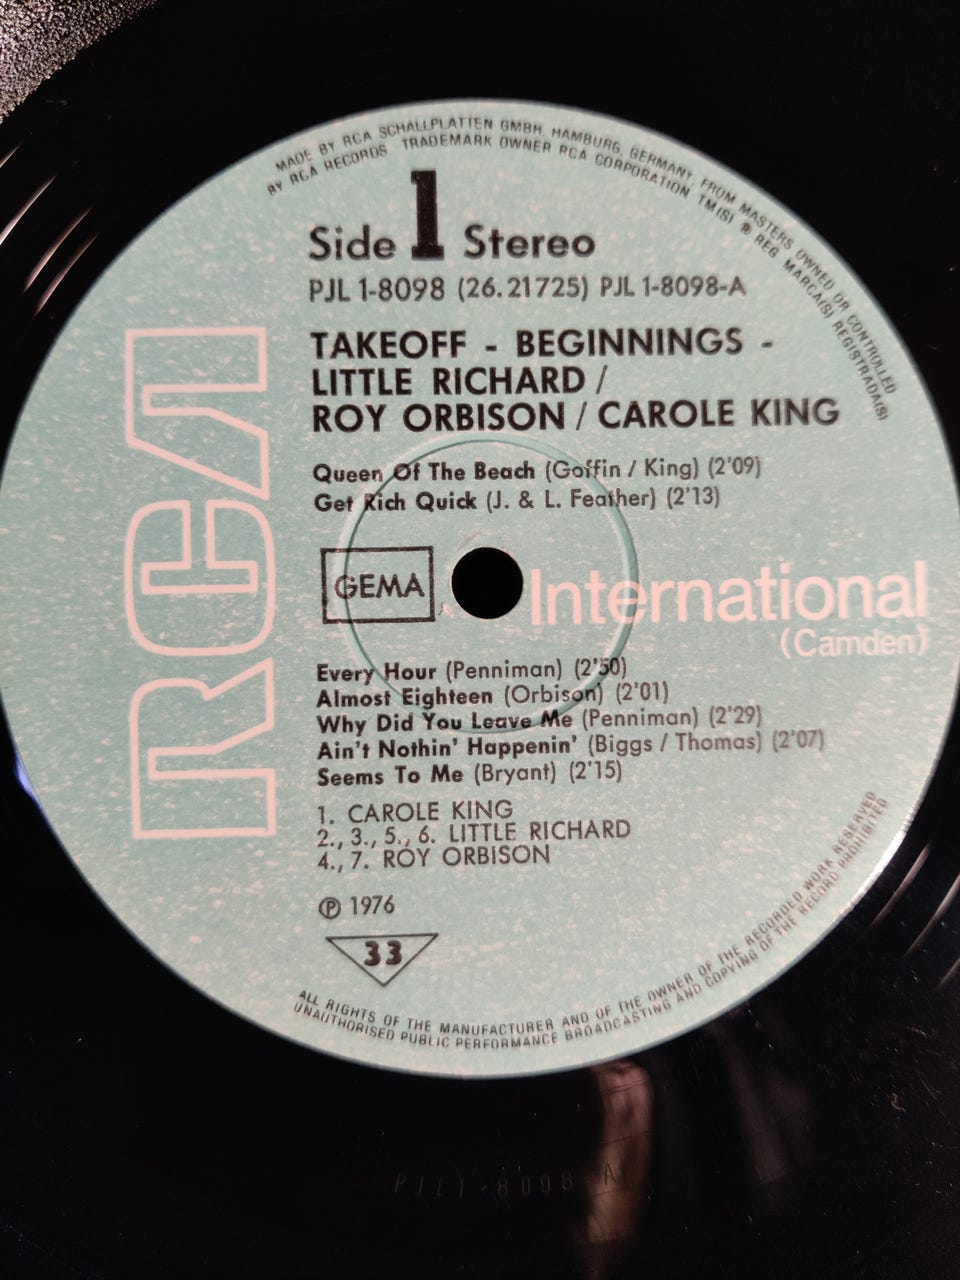 MADE BY RCA SCHALLPLATTEN GMBH, HAMBURG, GERMANY, FROM MASTERS OWNED OR CONTROLLED
BY RCA RECORDS TRADEMARK OWNER RCA CORPORATION TM(S) ® REG MARCA(S) REGISTRADA(S)
Side 1 Stereo
PJL 1-8098 (26.21725) PJL 1-8098-A
TAKEOFF - BEGINNINGS -
LITTLE RICHARD /
ROY ORBISON / CAROLE KING
Queen Of The Beach (Goffin / King) (2'09)
Get Rich Quick (J. & L. Feather) (2'13)
RCA
GEMA
International
(Camden)
Every Hour (Penniman) (2'50)
Almost Eighteen (Orbison) (2'01)
Why Did You Leave Me (Penniman) (2'29)
Ain't Nothin' Happenin' (Biggs / Thomas) (2'07)
Seems To Me (Bryant) (2'15)
1. CAROLE KING
2., 3., 5., 6. LITTLE RICHARD
4., 7. ROY ORBISON
℗ 1976
33
ALL RIGHTS OF THE MANUFACTURER AND OF THE OWNER OF THE RECORDED WORK RESERVED
UNAUTHORISED PUBLIC PERFORMANCE BROADCASTING AND COPYING OF THE RECORD PROHIBITED
PJL1-8098 A